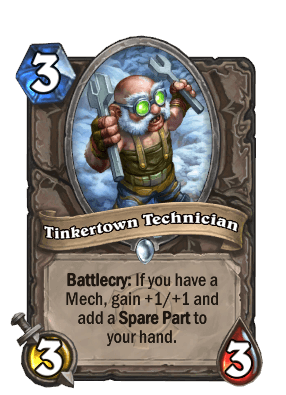 3
Tinkertown Technician
Battlecry: If you have a
Mech, gain +1/+1 and
add a Spare Part to
your hand.
3
3